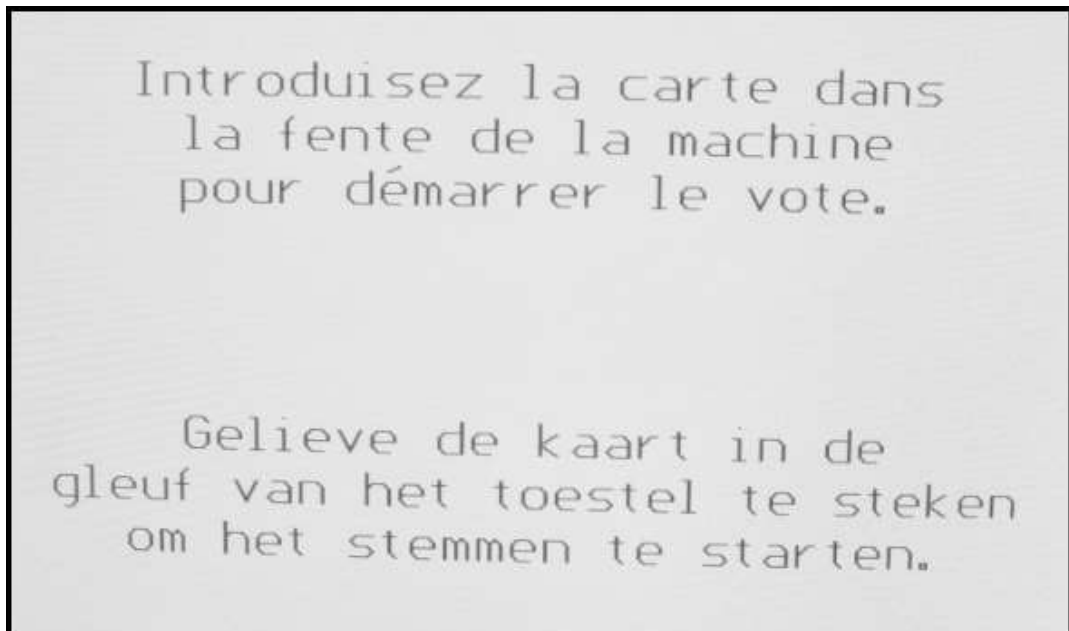 Introduisez la carte dans
la fente de la machine
pour démarrer le vote.
Gelieve de kaart in de
gleuf van het toestel te steken
om het stemmen te starten.